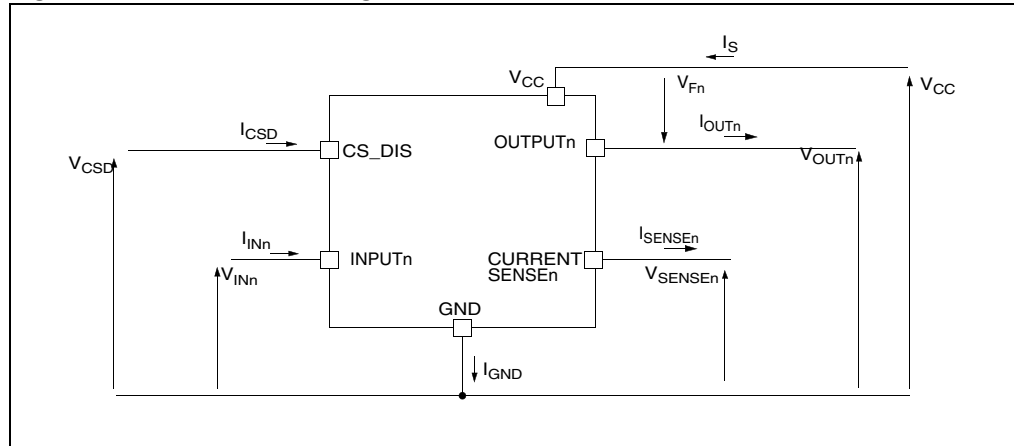 I_S
V_CC
V_Fn
V_CC
I_CSD
I_OUTn
OUTPUTn
CS_DIS
V_CSD
V_OUTn
I_INn
I_SENSEn
INPUTn
CURRENT
SENSEn
V_INn
V_SENSEn
GND
I_GND